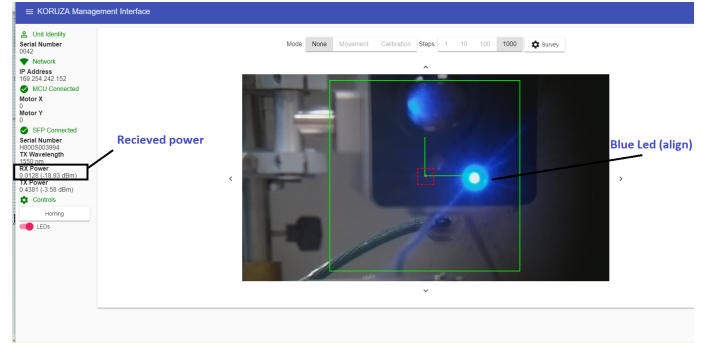 KORUZA Management Interface
Unit Identity
Serial Number
0042
Network
IP Address
169.254.242.152
MCU Connected
Motor X
0
Motor Y
0
SFP Connected
Serial Number
H800S003994
TX Wavelength
1550 nm
RX Power
0.0128 (-18.93 dBm)
TX Power
0.4381 (-3.58 dBm)
Controls
Homing
LEDs
Recieved power
Mode: None Movement Calibration Steps: 1 10 100 1000 Survey
Blue Led (align)